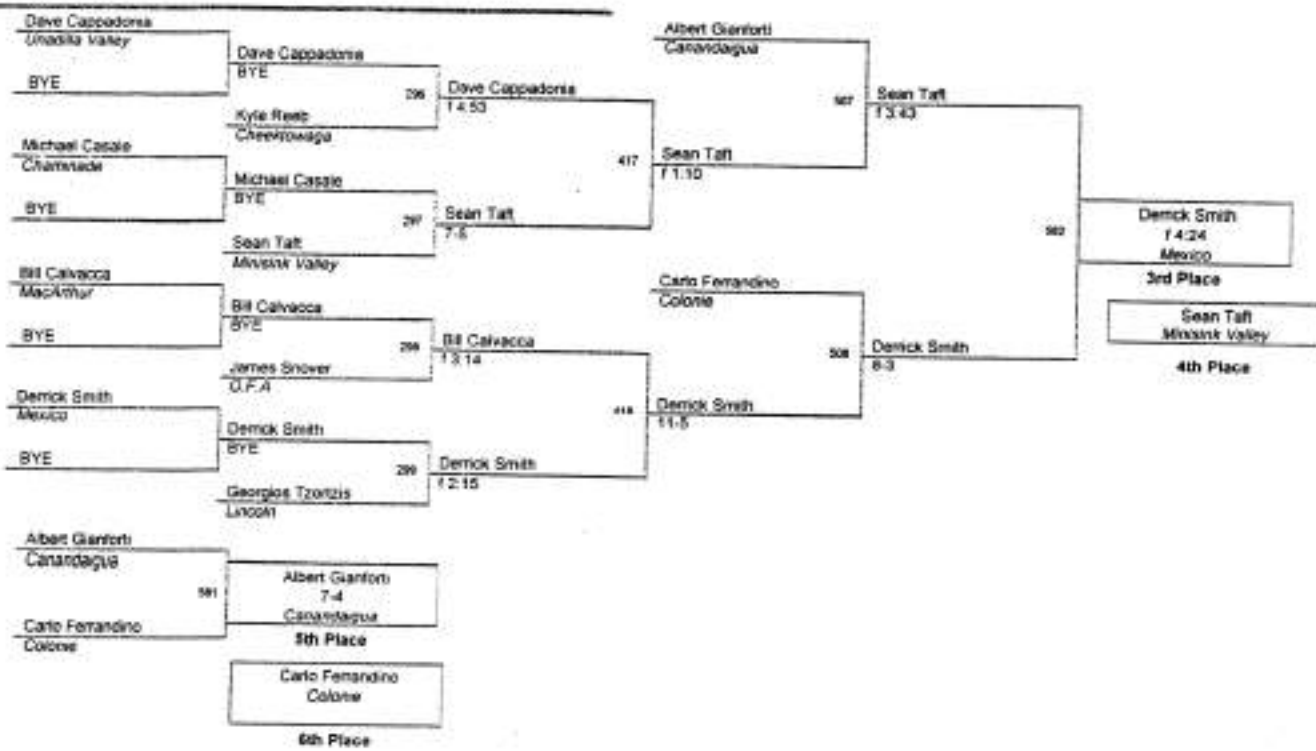 Dave Cappadonia
Unadilla Valley
BYE
Dave Cappadonia
BYE
296
Kyle Reeb
Cheektowaga
Dave Cappadonia
f 4:53
Michael Casale
Chaminade
BYE
Michael Casale
BYE
297
Sean Taft
Minisink Valley
Sean Taft
7-5
417
Sean Taft
f 1:10
Albert Gianforti
Canandaigua
507
Sean Taft
f 3:43
Bill Calvacca
MacArthur
BYE
Bill Calvacca
BYE
298
James Snover
O.F.A
Bill Calvacca
f 3:14
Derrick Smith
Mexico
BYE
Derrick Smith
BYE
299
Georgios Tzortzis
Lincoln
Derrick Smith
f 2:15
418
Derrick Smith
11-5
Carlo Ferrandino
Colonie
508
Derrick Smith
8-3
Derrick Smith
f 4:24
Mexico
3rd Place
Sean Taft
Minisink Valley
4th Place
Albert Gianforti
Canandaigua
Carlo Ferrandino
Colonie
Albert Gianforti
7-4
Canandaigua
5th Place
Carlo Ferrandino
Colonie
6th Place